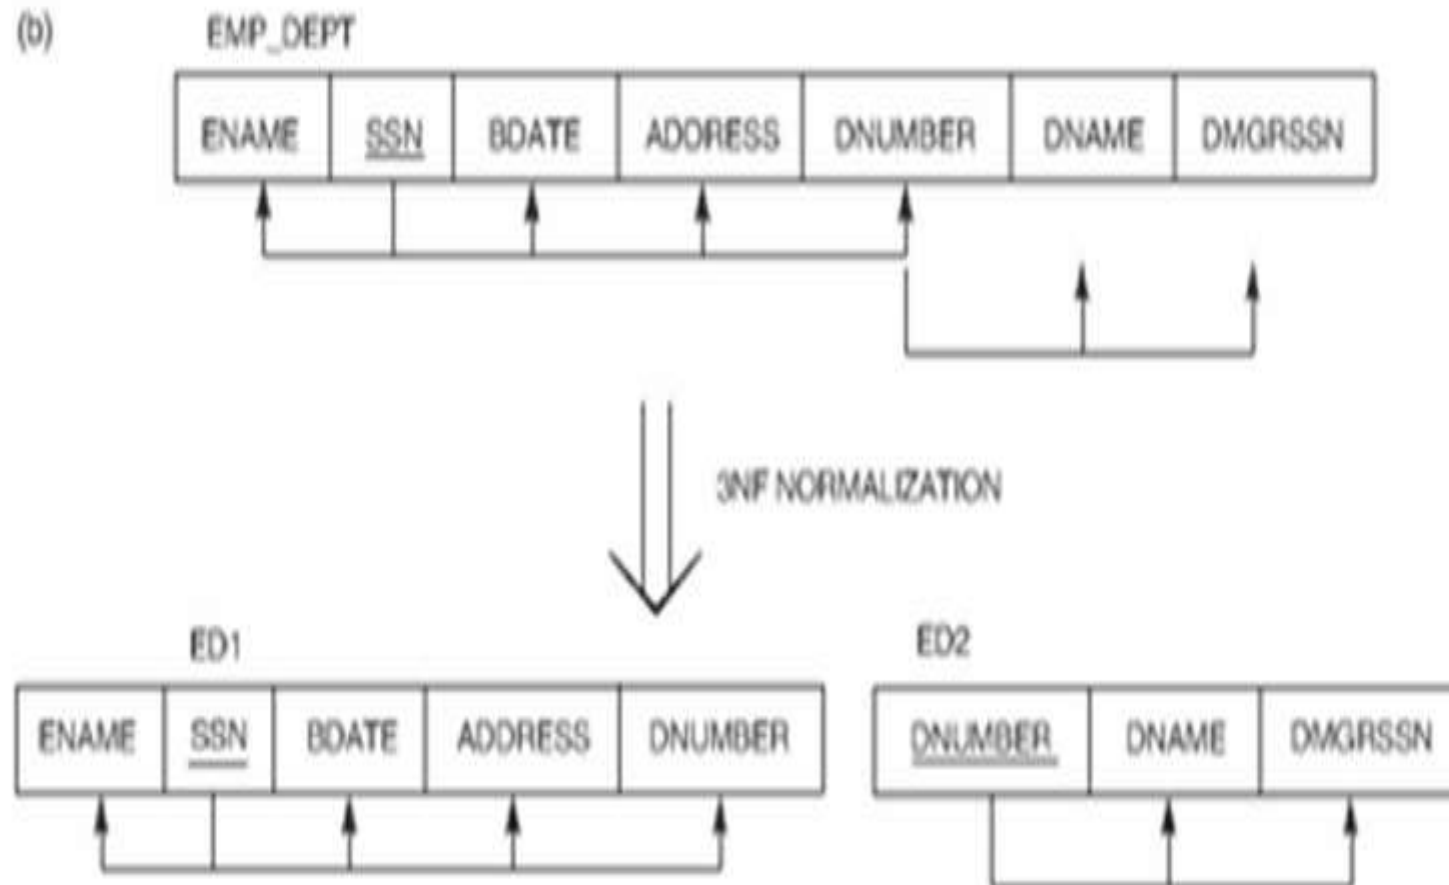 (b) EMP_DEPT
ENAME SSN BDATE ADDRESS DNUMBER DNAME DMGRSSN
3NF NORMALIZATION
ED1 ED2
ENAME SSN BDATE ADDRESS DNUMBER DNUMBER DNAME DMGRSSN